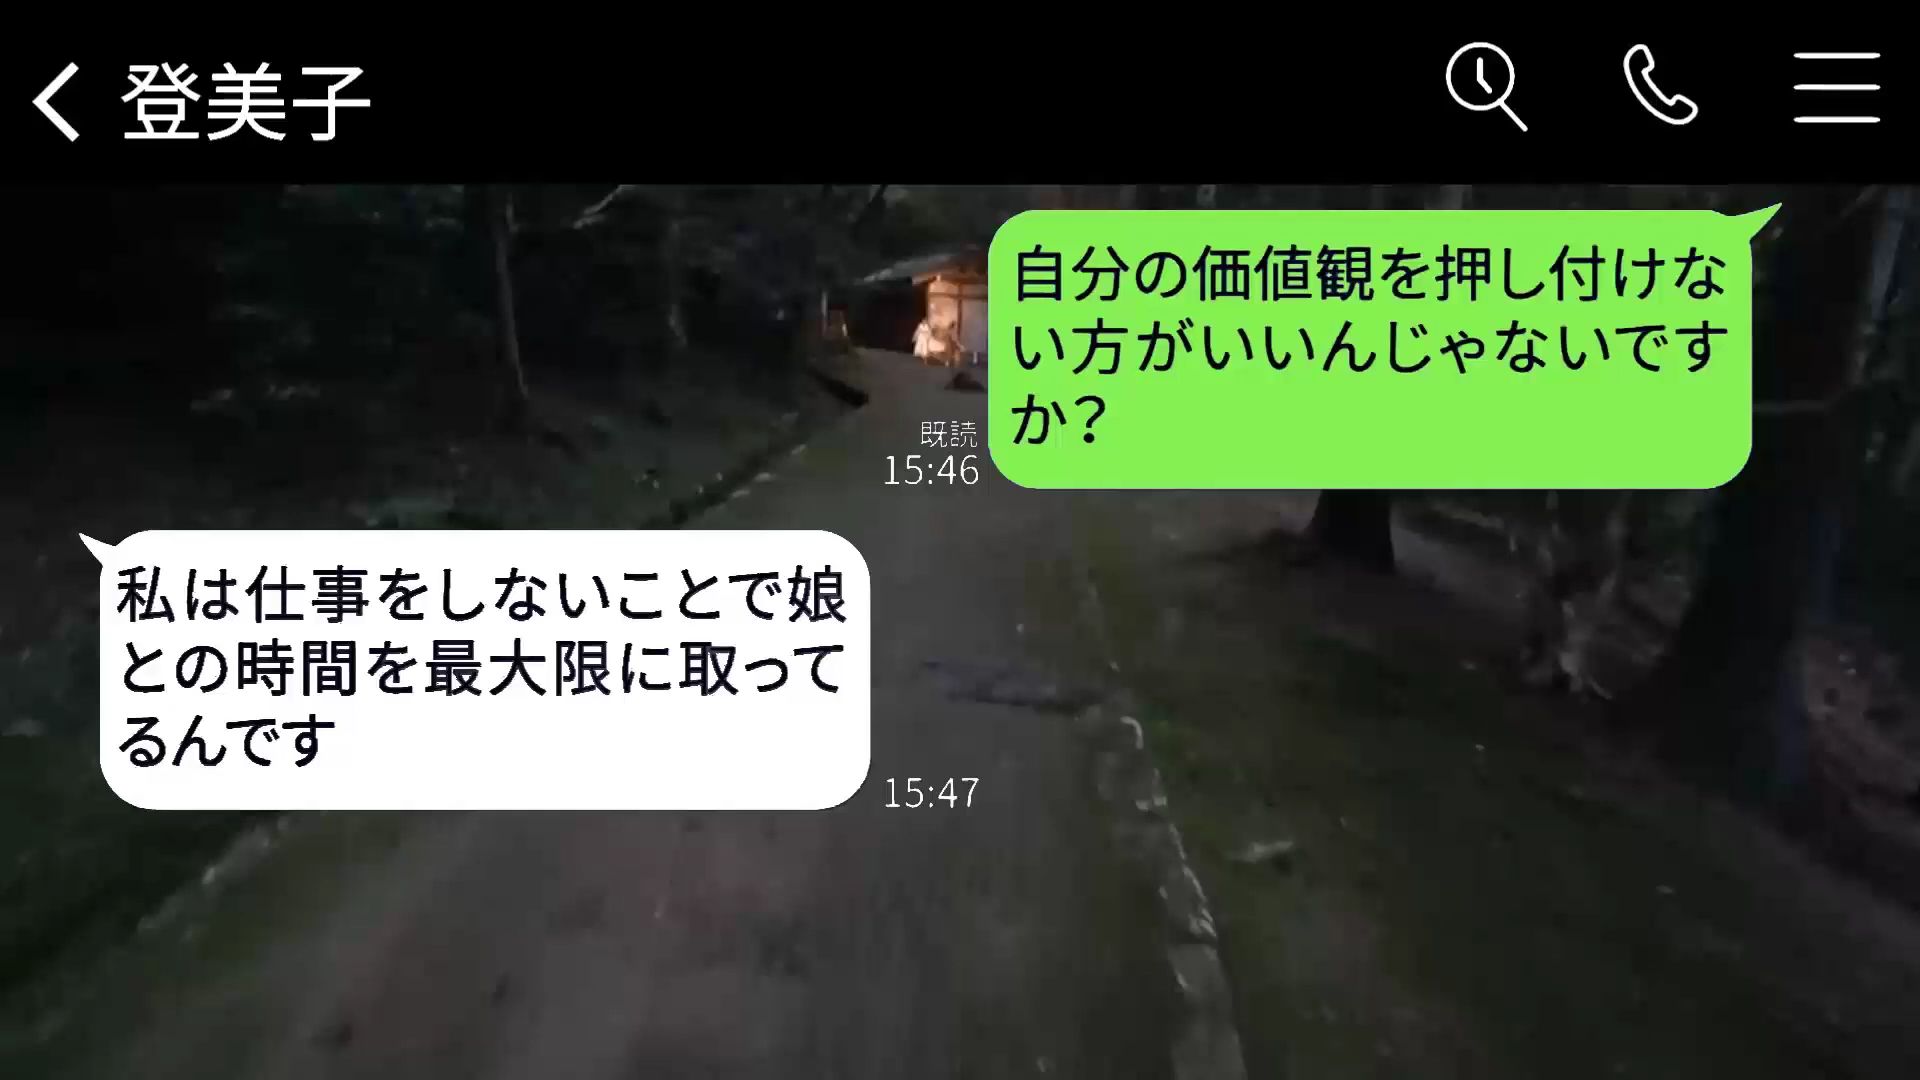 登美子
自分の価値観を押し付けな
い方がいいんじゃないです
か？
既読
15:46
私は仕事をしないことで娘
との時間を最大限に取って
るんです
15:47